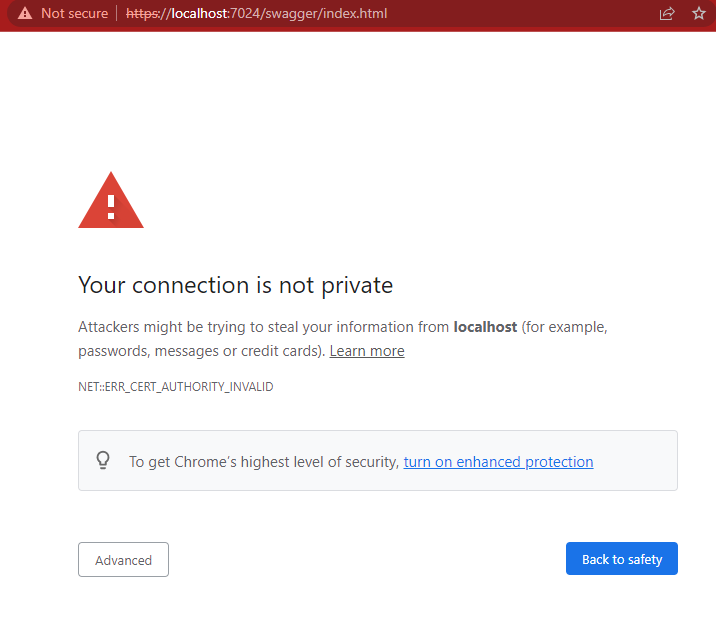 Not secure | https://localhost:7024/swagger/index.html
Your connection is not private
Attackers might be trying to steal your information from localhost (for example,
passwords, messages or credit cards). Learn more
NET::ERR_CERT_AUTHORITY_INVALID
To get Chrome's highest level of security, turn on enhanced protection
Advanced
Back to safety